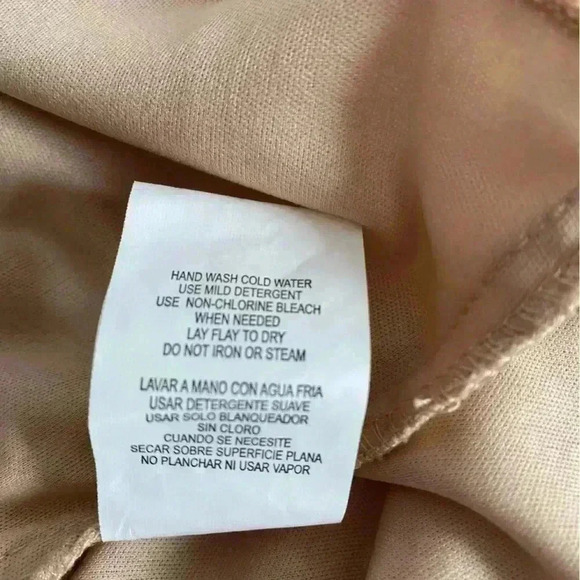 HAND WASH COLD WATER
USE MILD DETERGENT
USE NON-CHLORINE BLEACH
WHEN NEEDED
LAY FLAY TO DRY
DO NOT IRON OR STEAM
LAVAR A MANO CON AGUA FRIA
USAR DETERGENTE SUAVE
USAR SOLO BLANQUEADOR
SIN CLORO
CUANDO SE NECESITE
SECAR SOBRE SUPERFICIE PLANA
NO PLANCHAR NI USAR VAPOR